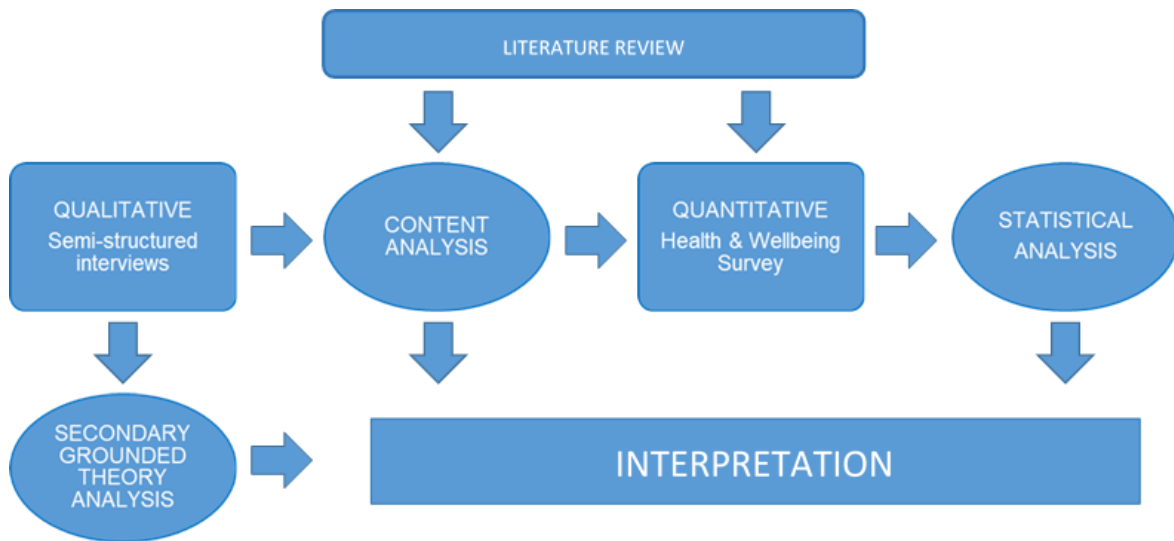 LITERATURE REVIEW
QUALITATIVE
Semi-structured
interviews
CONTENT
ANALYSIS
QUANTITATIVE
Health & Wellbeing
Survey
STATISTICAL
ANALYSIS
SECONDARY
GROUNDED
THEORY
ANALYSIS
INTERPRETATION